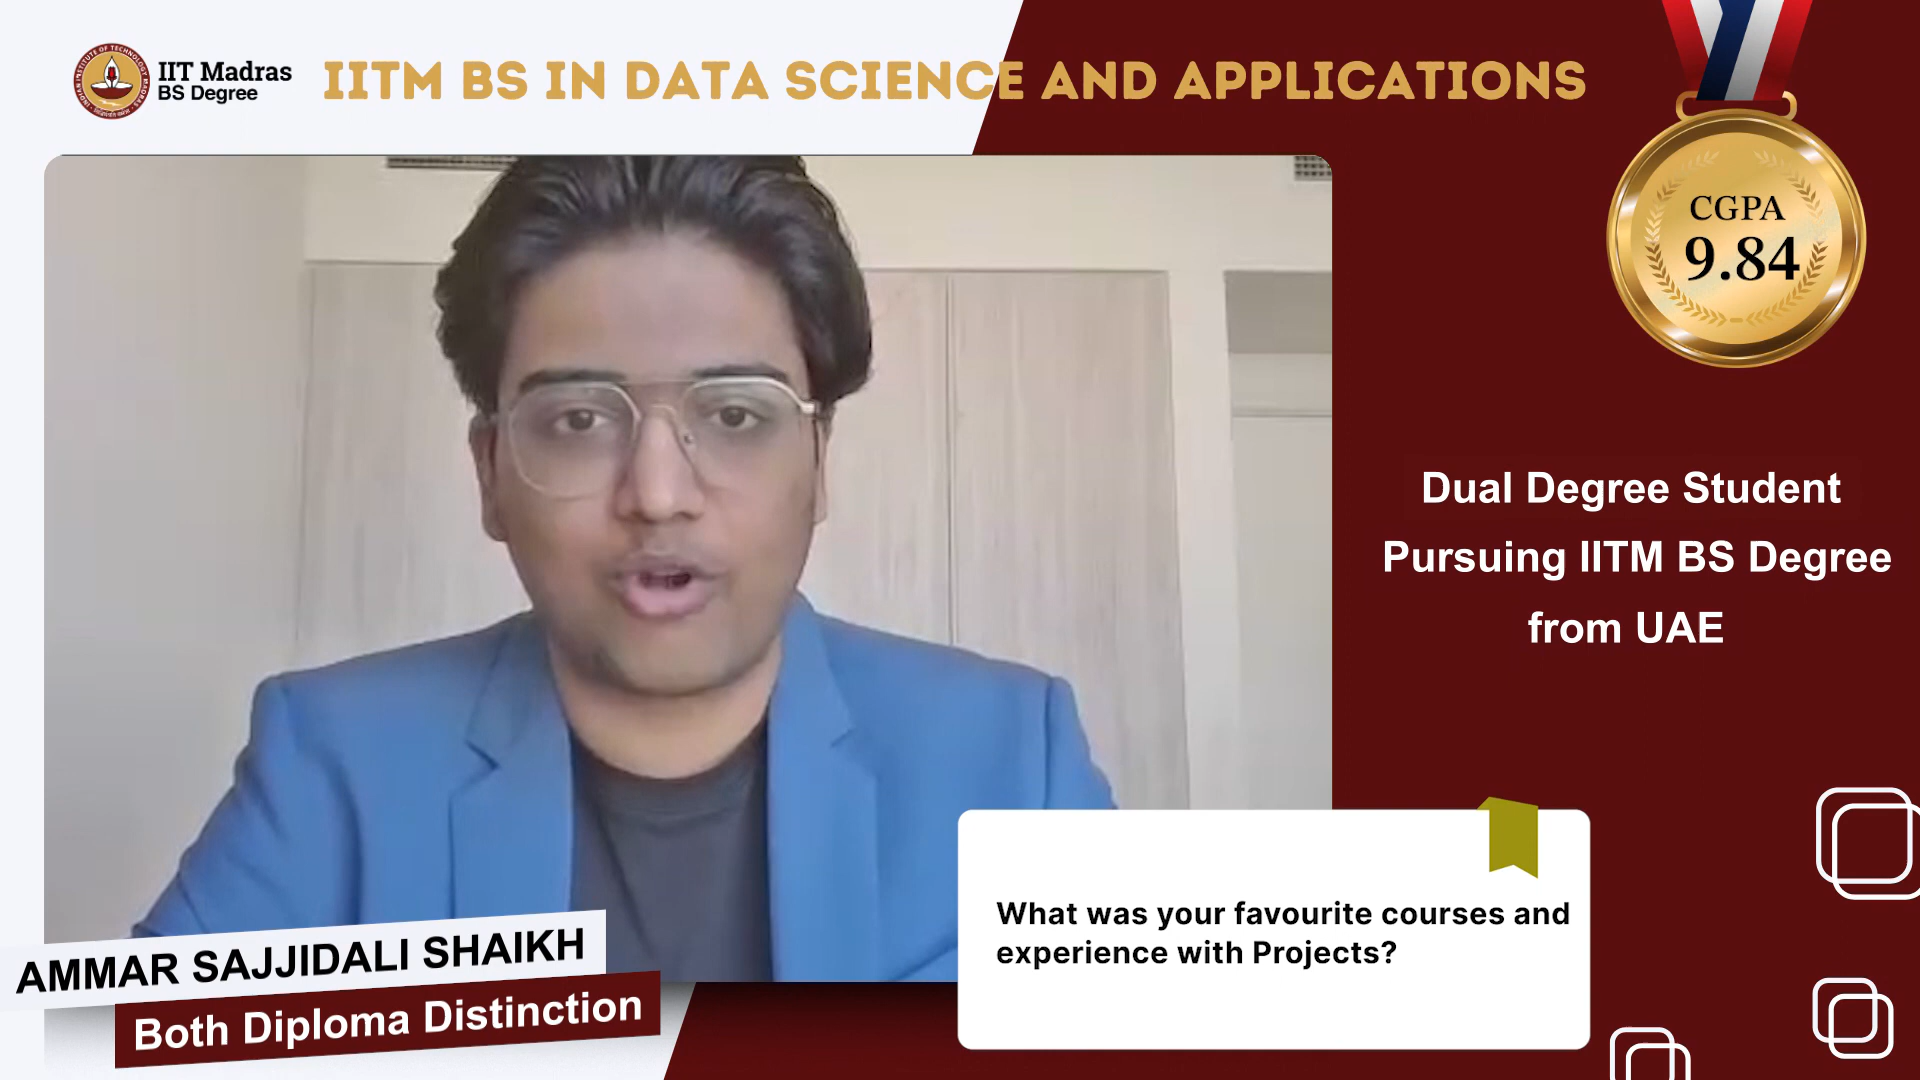 IIT Madras
BS Degree
IITM BS IN DATA SCIENCE AND APPLICATIONS
CGPA
9.84
Dual Degree Student
Pursuing IITM BS Degree
from UAE
What was your favourite courses and
experience with Projects?
AMMAR SAJJIDALI SHAIKH
Both Diploma Distinction